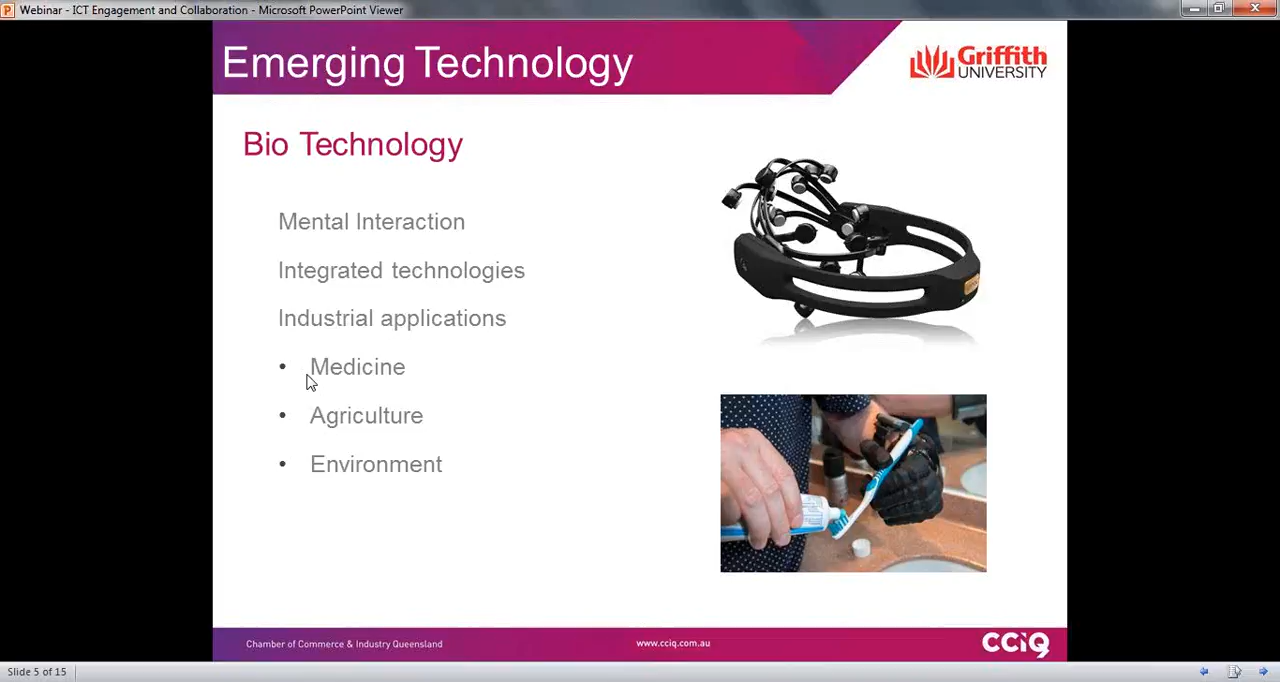 Webinar - ICT Engagement and Collaboration - Microsoft PowerPoint Viewer
Emerging Technology
Griffith
UNIVERSITY
Bio Technology
Mental Interaction
Integrated technologies
Industrial applications
• Medicine
• Agriculture
• Environment
Chamber of Commerce & Industry Queensland
www.cciq.com.au
CCIQ
Slide 5 of 15